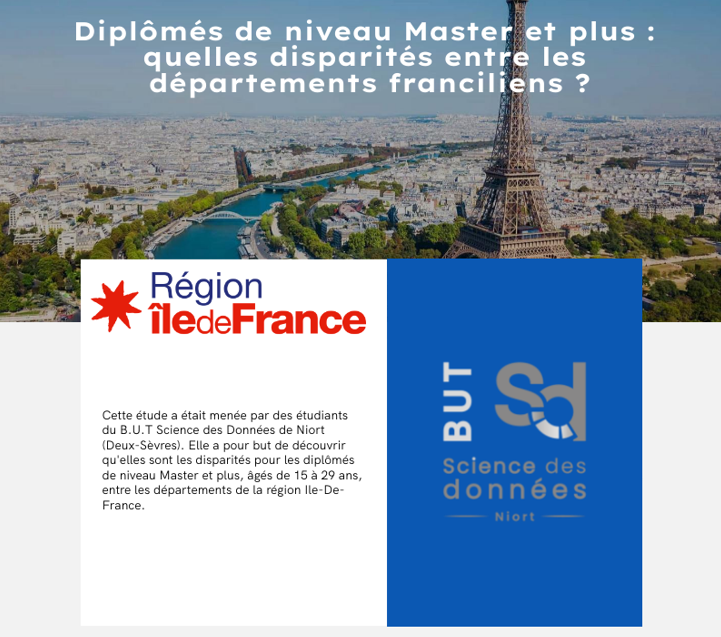 Diplômés de niveau Master et plus :
quelles disparités entre les
départements franciliens ?
Région
îledeFrance
Cette étude a était menée par des étudiants
du B.U.T Science des Données de Niort
(Deux-Sèvres). Elle a pour but de découvrir
qu'elles sont les disparités pour les diplômés
de niveau Master et plus, âgés de 15 à 29 ans,
entre les départements de la région Ile-De-
France.
BUT
Sd
Science des
données
Niort